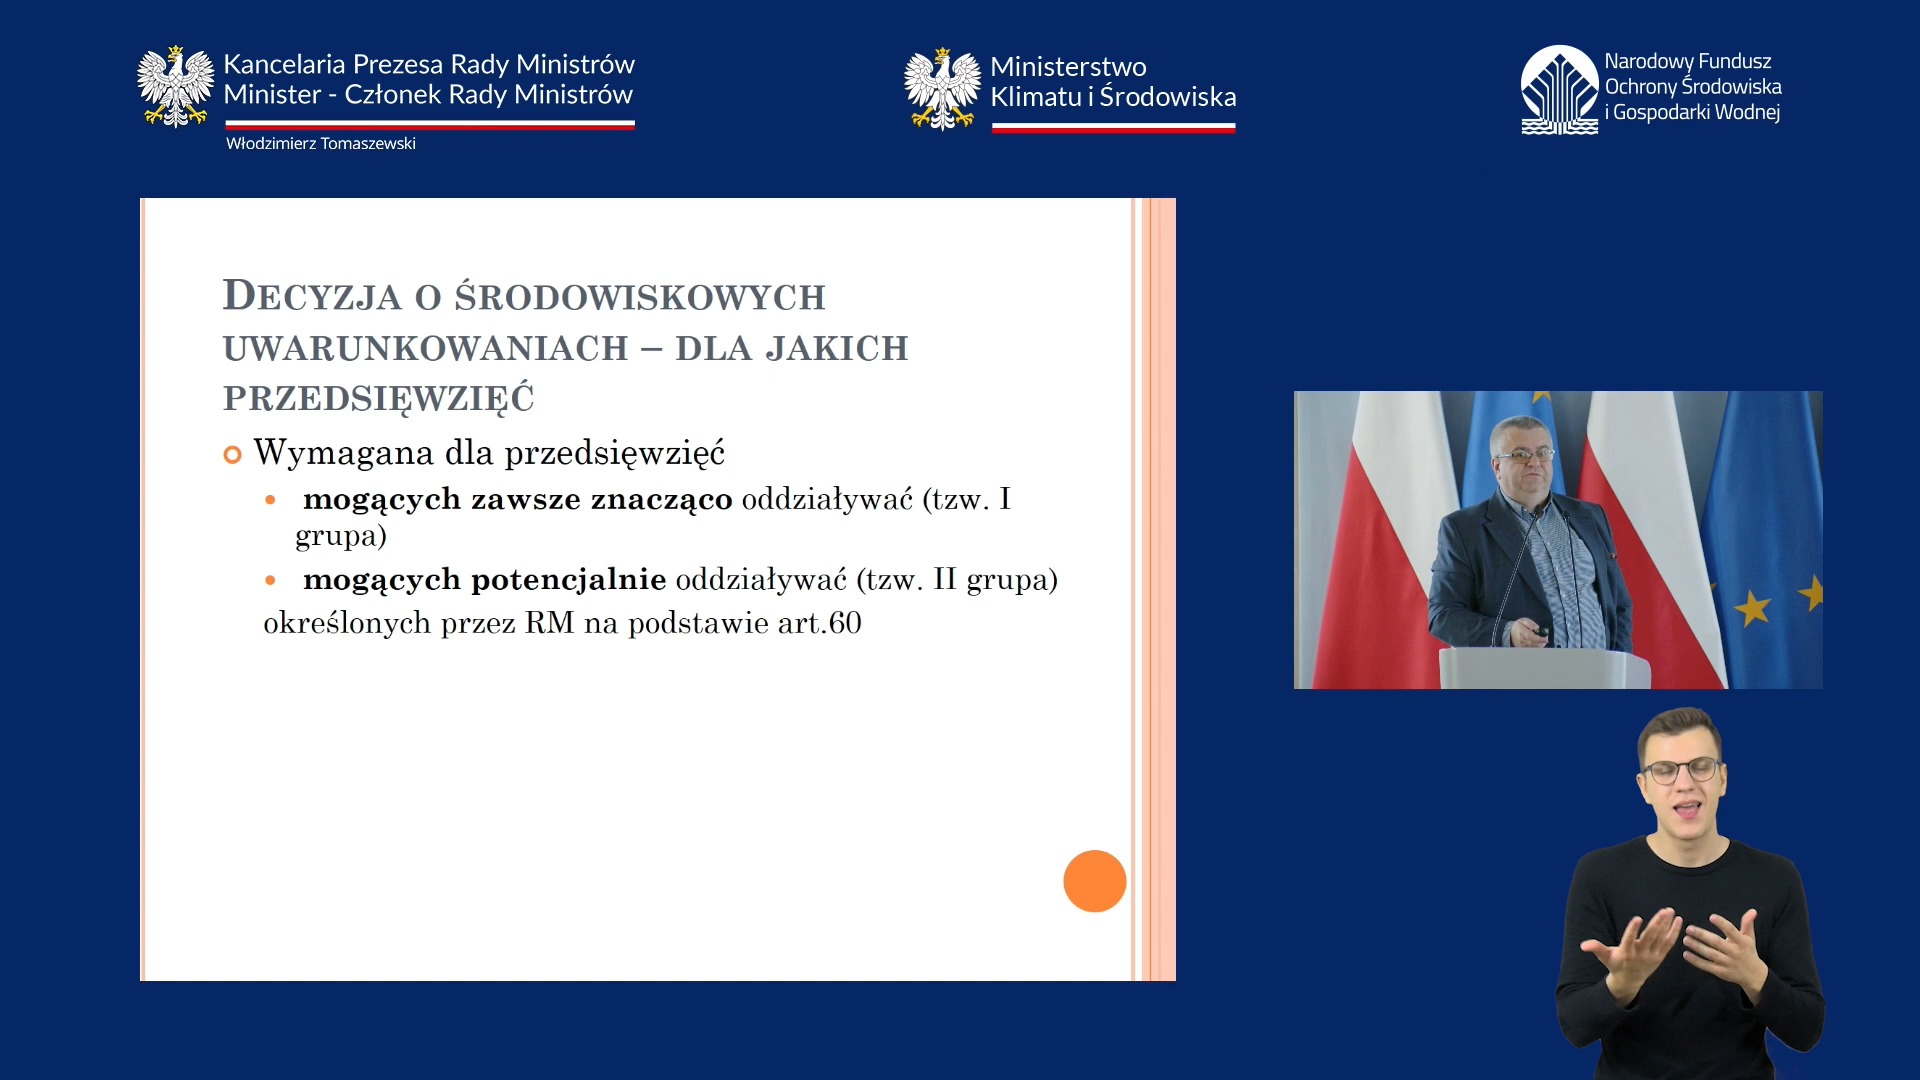 Kancelaria Prezesa Rady Ministrów
Minister - Członek Rady Ministrów
Włodzimierz Tomaszewski
Ministerstwo
Klimatu i Środowiska
Narodowy Fundusz
Ochrony Środowiska
i Gospodarki Wodnej
Decyzja o środowiskowych
uwarunkowaniach – dla jakich
przedsięwzięć
Wymagana dla przedsięwzięć
mogących zawsze znacząco oddziaływać (tzw. I
grupa)
mogących potencjalnie oddziaływać (tzw. II grupa)
określonych przez RM na podstawie art.60